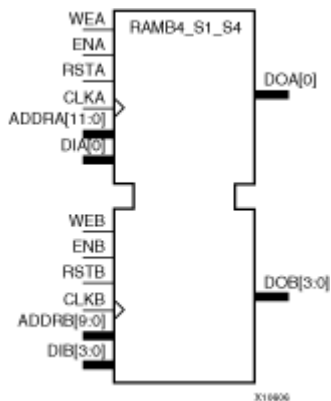 WEA
RAMB4_S1_S4
ENA
RSTA
DOA[0]
CLKA
ADDRA[11:0]
DIA[0]
WEB
ENB
RSTB
DOB[3:0]
CLKB
ADDRB[9:0]
DIB[3:0]
X10606